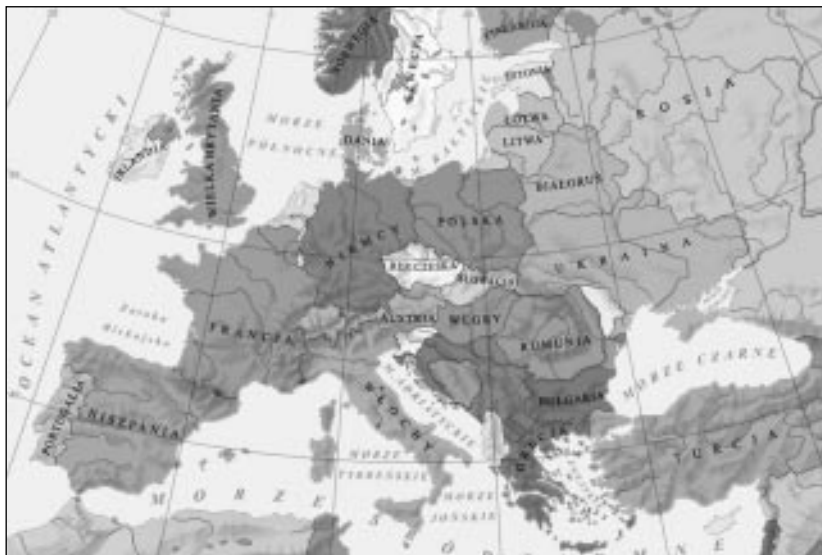 NORWEGIA
SZWECJA
FINLANDIA
ESTONIA
ROSJA
ŁOTWA
LITWA
MORZE
PÓŁNOCNE
DANIA
IRLANDIA
WIELKA BRYTANIA
OCEAN ATLANTYCKI
BIAŁORUŚ
NIEMCY
POLSKA
UKRAINA
SŁOWACJA
Zatoka
Biskajska
FRANCJA
AUSTRIA
WĘGRY
RUMUNIA
MORZE CZARNE
BUŁGARIA
PORTUGALIA
HISZPANIA
WŁOCHY
M. ADRIATYCKIE
GRECJA
TURCJA
MORZE
TYRREŃSKIE
MORZE
JOŃSKIE
MORZE